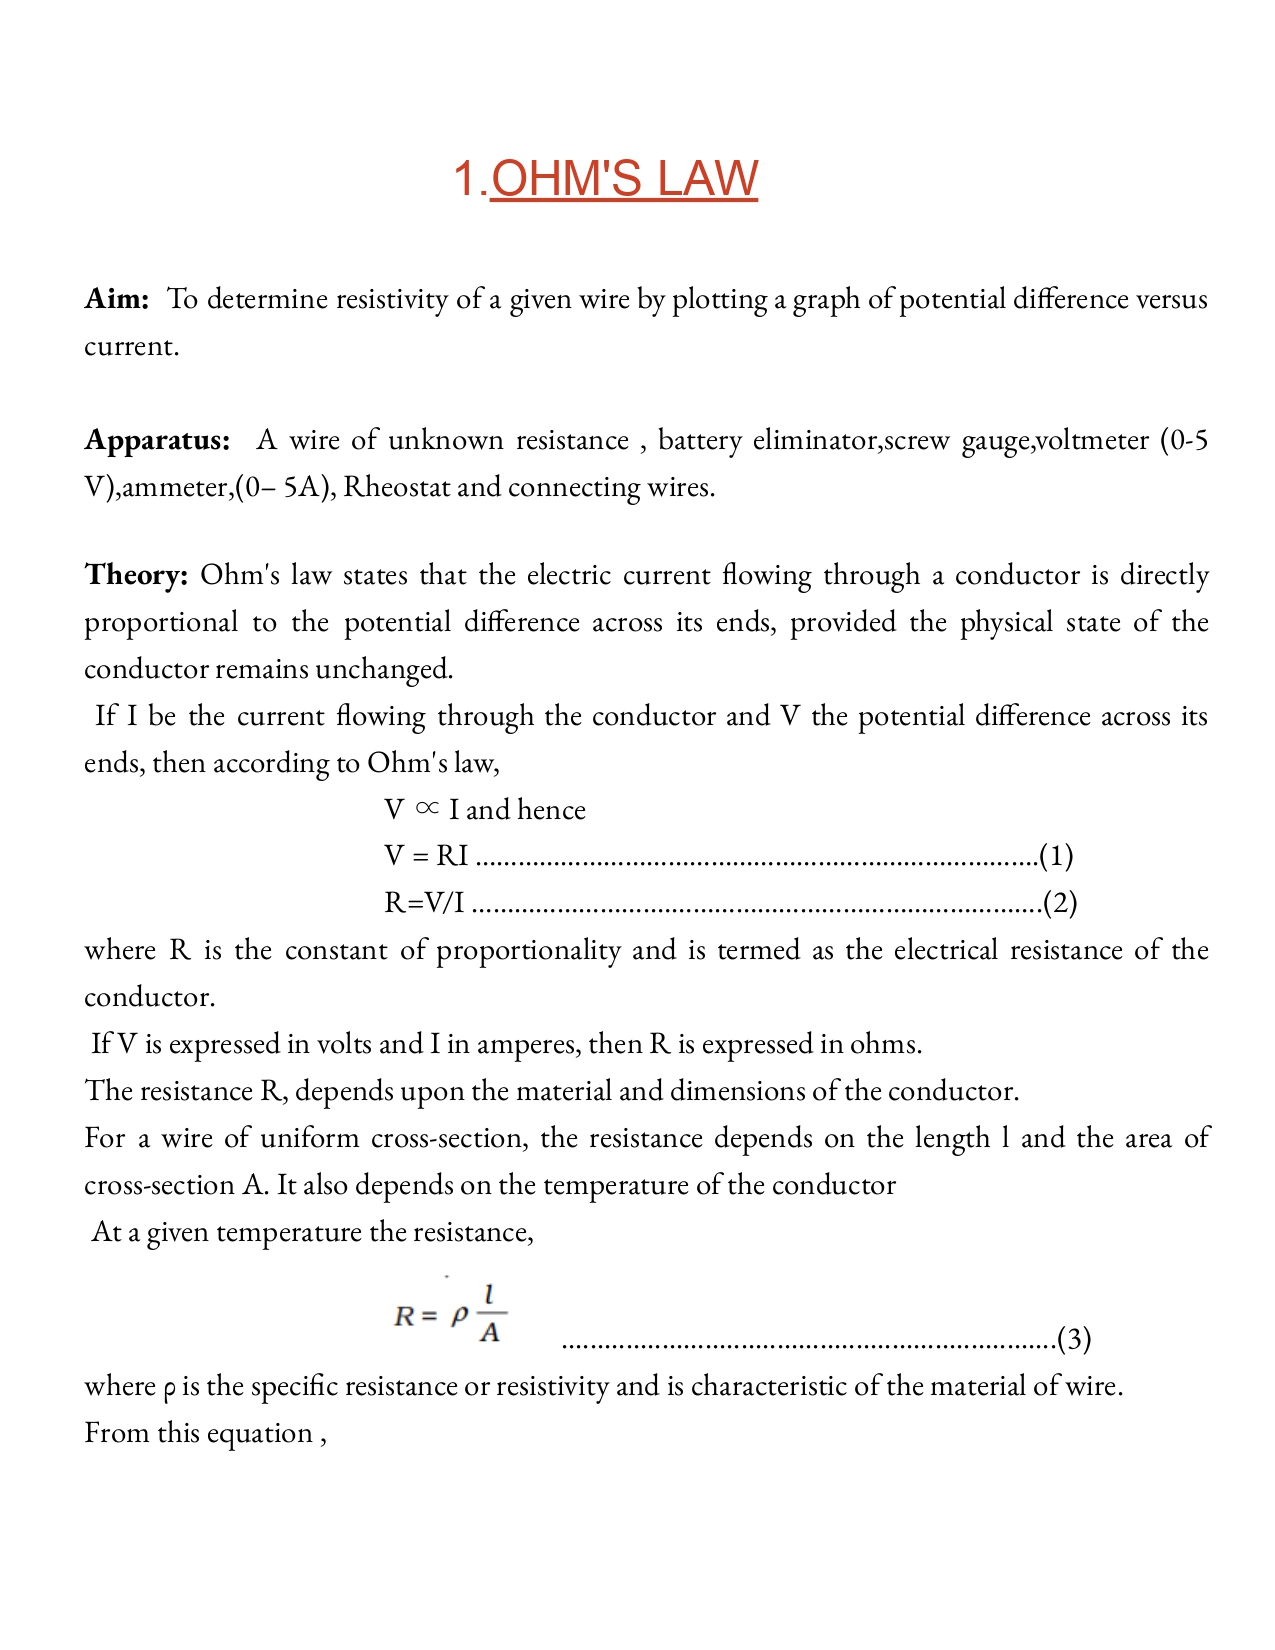 1.OHM'S LAW
Aim: To determine resistivity of a given wire by plotting a graph of potential difference versus
current.
Apparatus: A wire of unknown resistance , battery eliminator,screw gauge,voltmeter (0-5
V),ammeter,(0– 5A), Rheostat and connecting wires.
Theory: Ohm's law states that the electric current flowing through a conductor is directly
proportional to the potential difference across its ends, provided the physical state of the
conductor remains unchanged.
If I be the current flowing through the conductor and V the potential difference across its
ends, then according to Ohm's law,
V ∝ I and hence
V = RI ...............................................................................(1)
R=V/I ................................................................................(2)
where R is the constant of proportionality and is termed as the electrical resistance of the
conductor.
If V is expressed in volts and I in amperes, then R is expressed in ohms.
The resistance R, depends upon the material and dimensions of the conductor.
For a wire of uniform cross-section, the resistance depends on the length l and the area of
cross-section A. It also depends on the temperature of the conductor
At a given temperature the resistance,
R = ρ l/A .....................................................................(3)
where ρ is the specific resistance or resistivity and is characteristic of the material of wire.
From this equation ,